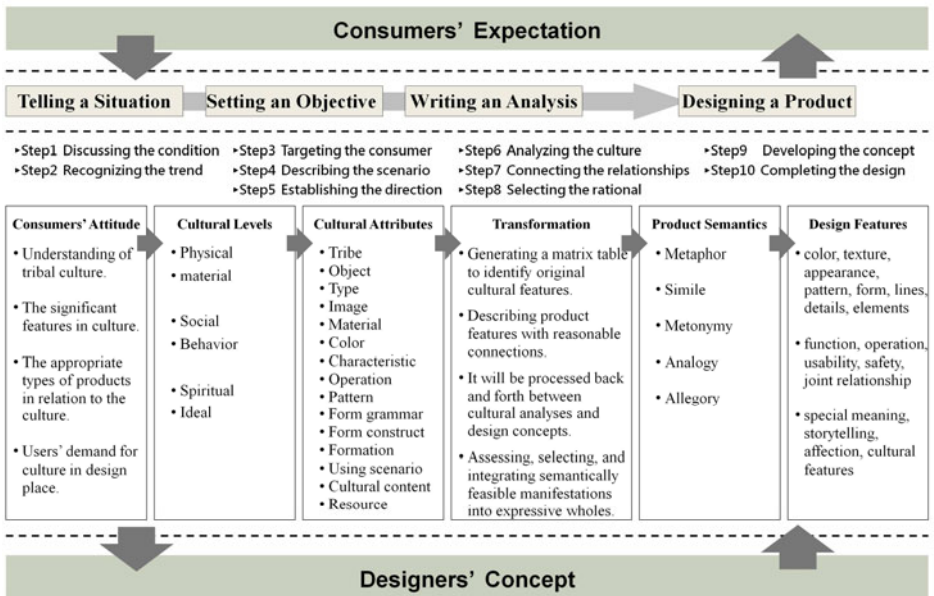 Consumers' Expectation
Telling a Situation
Setting an Objective
Writing an Analysis
Designing a Product
▸Step1 Discussing the condition
▸Step2 Recognizing the trend
▸Step3 Targeting the consumer
▸Step4 Describing the scenario
▸Step5 Establishing the direction
▸Step6 Analyzing the culture
▸Step7 Connecting the relationships
▸Step8 Selecting the rational
▸Step9 Developing the concept
▸Step10 Completing the design
Consumers' Attitude
• Understanding of
tribal culture.
• The significant
features in culture.
• The appropriate
types of products
in relation to the
culture.
• Users' demand for
culture in design
place.
Cultural Levels
• Physical
• material
• Social
• Behavior
• Spiritual
• Ideal
Cultural Attributes
• Tribe
• Object
• Type
• Image
• Material
• Color
• Characteristic
• Operation
• Pattern
• Form grammar
• Form construct
• Formation
• Using scenario
• Cultural content
• Resource
Transformation
• Generating a matrix table
to identify original
cultural features.
• Describing product
features with reasonable
connections.
• It will be processed back
and forth between
cultural analyses and
design concepts.
• Assessing, selecting, and
integrating semantically
feasible manifestations
into expressive wholes.
Product Semantics
• Metaphor
• Simile
• Metonymy
• Analogy
• Allegory
Design Features
• color, texture,
appearance,
pattern, form, lines,
details, elements
• function, operation,
usability, safety,
joint relationship
• special meaning,
storytelling,
affection, cultural
features
Designers' Concept